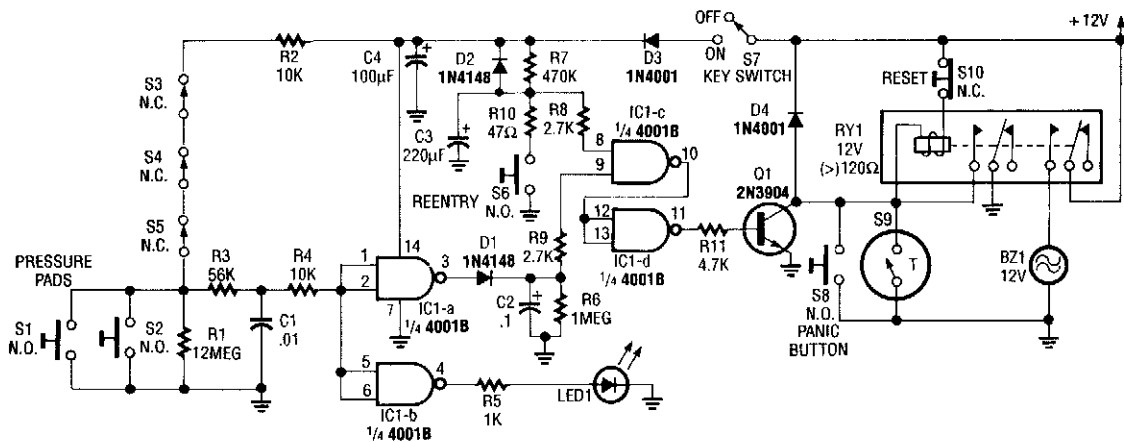 +12V
OFF
ON
S7
KEY SWITCH
R2
10K
C4
100µF
+
D2
1N4148
R7
470K
D3
1N4001
S3
N.C.
S4
N.C.
S5
N.C.
C3
220µF
+
R10
47Ω
R8
2.7K
IC1-c
1/4 4001B
8
9
10
D4
1N4001
RESET
S10
N.C.
RY1
12V
(>)120Ω
Q1
2N3904
REENTRY
S6
N.O.
12
13
11
IC1-d
1/4 4001B
R11
4.7K
S9
T
BZ1
12V
S8
N.O.
PANIC
BUTTON
PRESSURE
PADS
S1
N.O.
S2
N.O.
R1
12MEG
R3
56K
C1
.01
R4
10K
1
2
14
3
7
IC1-a
1/4 4001B
D1
1N4148
R9
2.7K
C2
.1
+
R6
1MEG
5
6
4
IC1-b
1/4 4001B
R5
1K
LED1